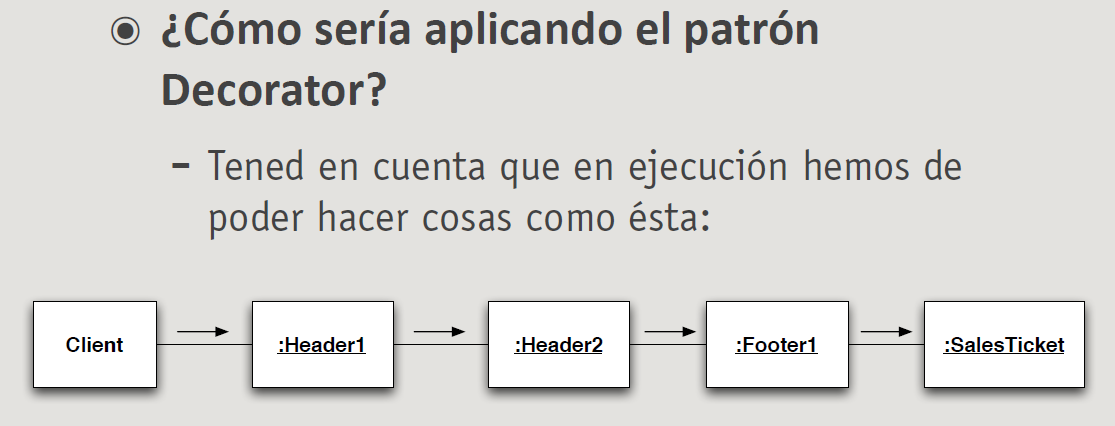 ¿Cómo sería aplicando el patrón
Decorator?
- Tened en cuenta que en ejecución hemos de
poder hacer cosas como ésta:
Client
:Header1
:Header2
:Footer1
:SalesTicket